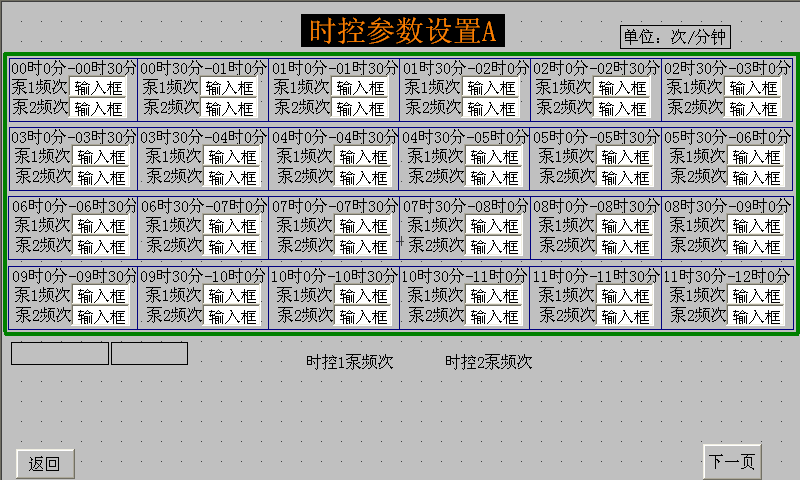 时控参数设置A
单位：次/分钟
00时0分-00时30分 00时30分-01时0分 01时0分-01时30分 01时30分-02时0分 02时0分-02时30分 02时30分-03时0分
泵1频次 输入框 泵1频次 输入框 泵1频次 输入框 泵1频次 输入框 泵1频次 输入框 泵1频次 输入框
泵2频次 输入框 泵2频次 输入框 泵2频次 输入框 泵2频次 输入框 泵2频次 输入框 泵2频次 输入框
03时0分-03时30分 03时30分-04时0分 04时0分-04时30分 04时30分-05时0分 05时0分-05时30分 05时30分-06时0分
泵1频次 输入框 泵1频次 输入框 泵1频次 输入框 泵1频次 输入框 泵1频次 输入框 泵1频次 输入框
泵2频次 输入框 泵2频次 输入框 泵2频次 输入框 泵2频次 输入框 泵2频次 输入框 泵2频次 输入框
06时0分-06时30分 06时30分-07时0分 07时0分-07时30分 07时30分-08时0分 08时0分-08时30分 08时30分-09时0分
泵1频次 输入框 泵1频次 输入框 泵1频次 输入框 泵1频次 输入框 泵1频次 输入框 泵1频次 输入框
泵2频次 输入框 泵2频次 输入框 泵2频次 输入框 泵2频次 输入框 泵2频次 输入框 泵2频次 输入框
09时0分-09时30分 09时30分-10时0分 10时0分-10时30分 10时30分-11时0分 11时0分-11时30分 11时30分-12时0分
泵1频次 输入框 泵1频次 输入框 泵1频次 输入框 泵1频次 输入框 泵1频次 输入框 泵1频次 输入框
泵2频次 输入框 泵2频次 输入框 泵2频次 输入框 泵2频次 输入框 泵2频次 输入框 泵2频次 输入框
时控1泵频次 时控2泵频次
返回 下一页